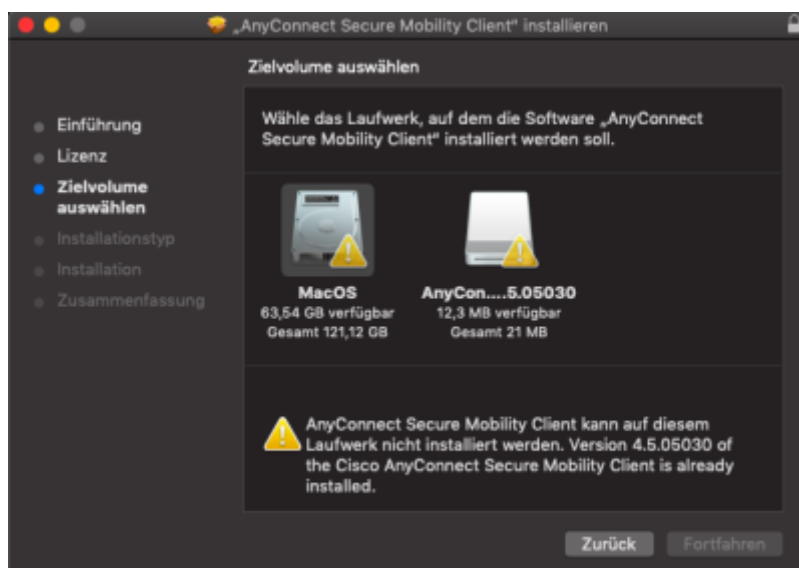 „AnyConnect Secure Mobility Client" installieren
Zielvolume auswählen
Einführung
Lizenz
Zielvolume
auswählen
Installationstyp
Installation
Zusammenfassung
Wähle das Laufwerk, auf dem die Software „AnyConnect
Secure Mobility Client" installiert werden soll.
MacOS
63,54 GB verfügbar
Gesamt 121,12 GB
AnyCon....5.05030
12,3 MB verfügbar
Gesamt 21 MB
AnyConnect Secure Mobility Client kann auf diesem
Laufwerk nicht installiert werden. Version 4.5.05030 of
the Cisco AnyConnect Secure Mobility Client is already
installed.
Zurück
Fortfahren